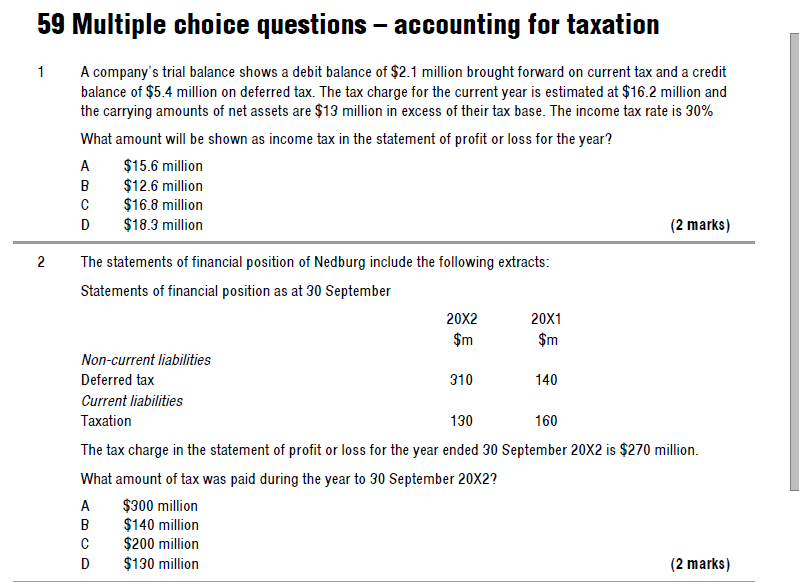 59 Multiple choice questions – accounting for taxation
1 A company's trial balance shows a debit balance of $2.1 million brought forward on current tax and a credit
balance of $5.4 million on deferred tax. The tax charge for the current year is estimated at $16.2 million and
the carrying amounts of net assets are $13 million in excess of their tax base. The income tax rate is 30%
What amount will be shown as income tax in the statement of profit or loss for the year?
A $15.6 million
B $12.6 million
C $16.8 million
D $18.3 million (2 marks)
2 The statements of financial position of Nedburg include the following extracts:
Statements of financial position as at 30 September
20X2 20X1
$m $m
Non-current liabilities
Deferred tax 310 140
Current liabilities
Taxation 130 160
The tax charge in the statement of profit or loss for the year ended 30 September 20X2 is $270 million.
What amount of tax was paid during the year to 30 September 20X2?
A $300 million
B $140 million
C $200 million
D $130 million (2 marks)